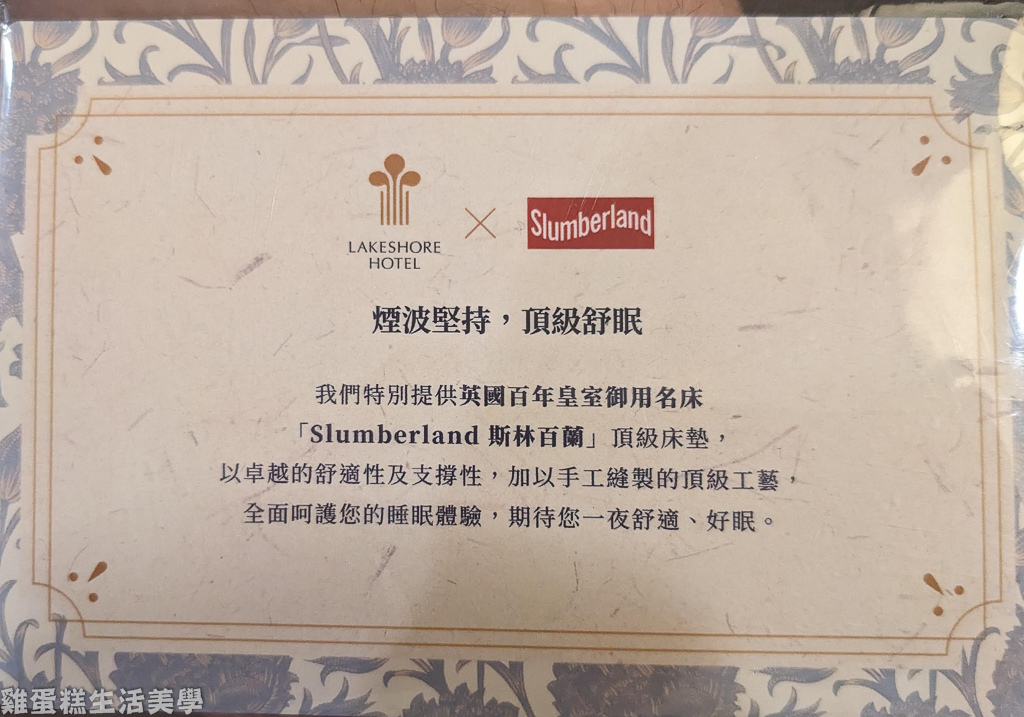 LAKESHORE
HOTEL
×
Slumberland
煙波堅持，頂級舒眠
我們特別提供英國百年皇室御用名床
「Slumberland 斯林百蘭」頂級床墊，
以卓越的舒適性及支撐性，加以手工縫製的頂級工藝，
全面呵護您的睡眠體驗，期待您一夜舒適、好眠。
雞蛋糕生活美學